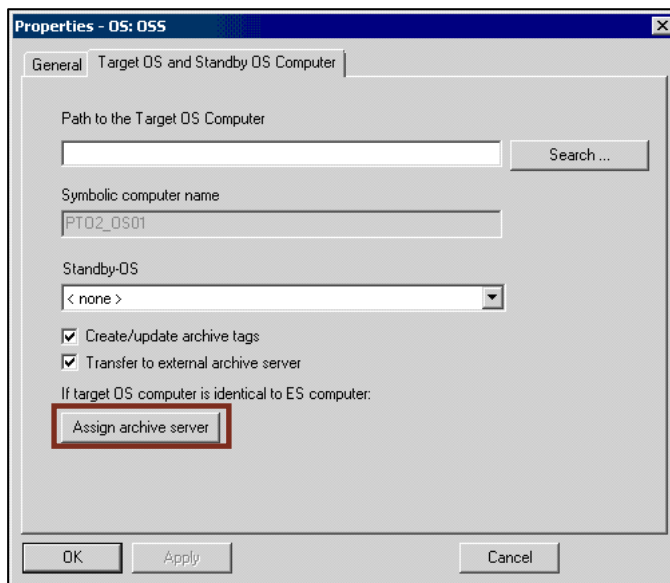 Properties - OS: OSS
General Target OS and Standby OS Computer
Path to the Target OS Computer
Search ...
Symbolic computer name
PT02_OS01
Standby-OS
< none >
Create/update archive tags
Transfer to external archive server
If target OS computer is identical to ES computer:
Assign archive server
OK Apply Cancel